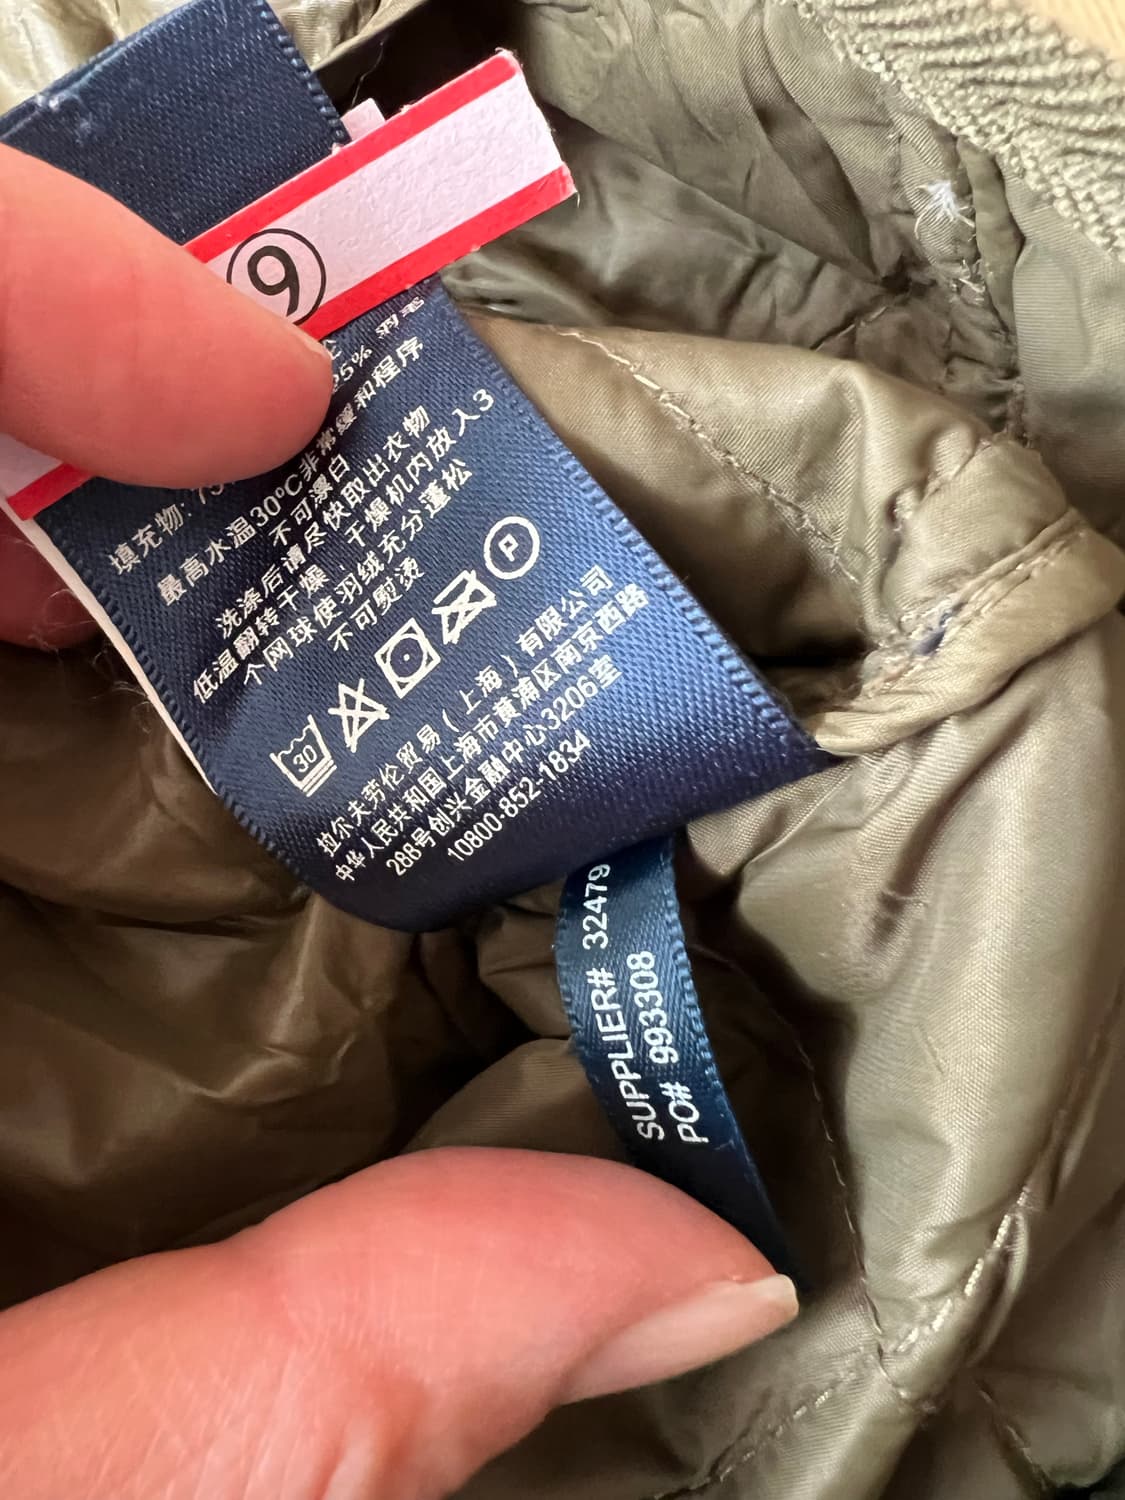 9
25% 羽毛
填充物: 75
最高水温30°C非常缓和程序
不可漂白
洗涤后请尽快取出衣物
低温翻转干燥，干燥机内放入3
个网球使羽绒充分蓬松
不可熨烫
30
P
拉尔夫劳伦贸易(上海)有限公司
中华人民共和国上海市黄浦区南京西路
288号创兴金融中心3206室
10800-852-1834
SUPPLIER# 32479
PO# 993308